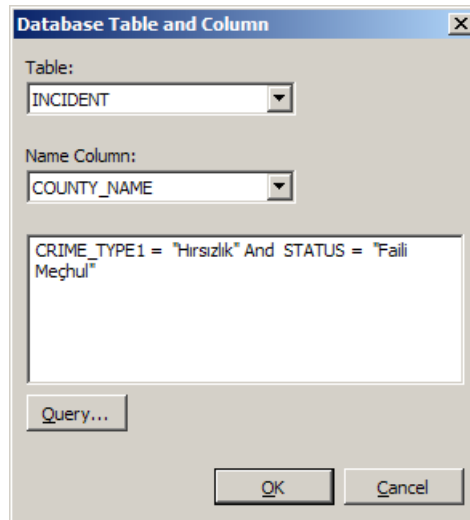 Database Table and Column
Table:
INCIDENT
Name Column:
COUNTY_NAME
CRIME_TYPE1 = "Hırsızlık" And STATUS = "Faili
Meçhul"
Query...
OK
Cancel